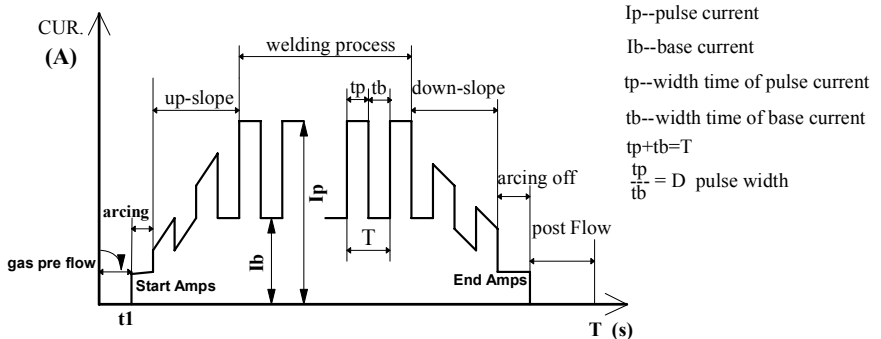 CUR.
(A)
welding process
up-slope
tp
tb
down-slope
arcing
gas pre flow
Start Amps
Ib
Ip
T
arcing off
post Flow
End Amps
t1
T (s)
Ip--pulse current
Ib--base current
tp--width time of pulse current
tb--width time of base current
tp+tb=T
tp
---- = D pulse width
tb